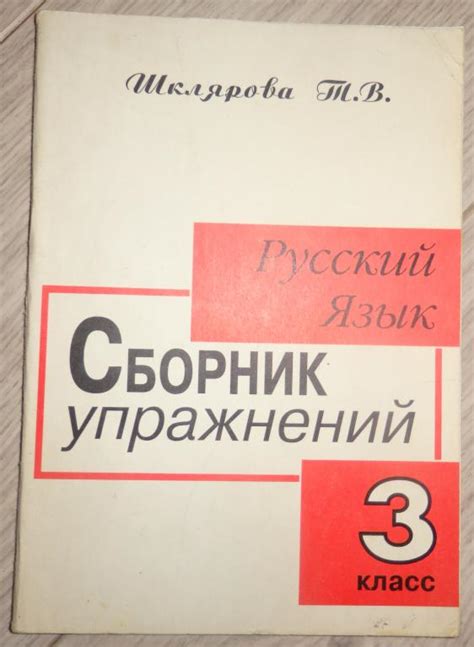 Шклярова Т.В.
Русский
Язык
Сборник
упражнений
3
класс